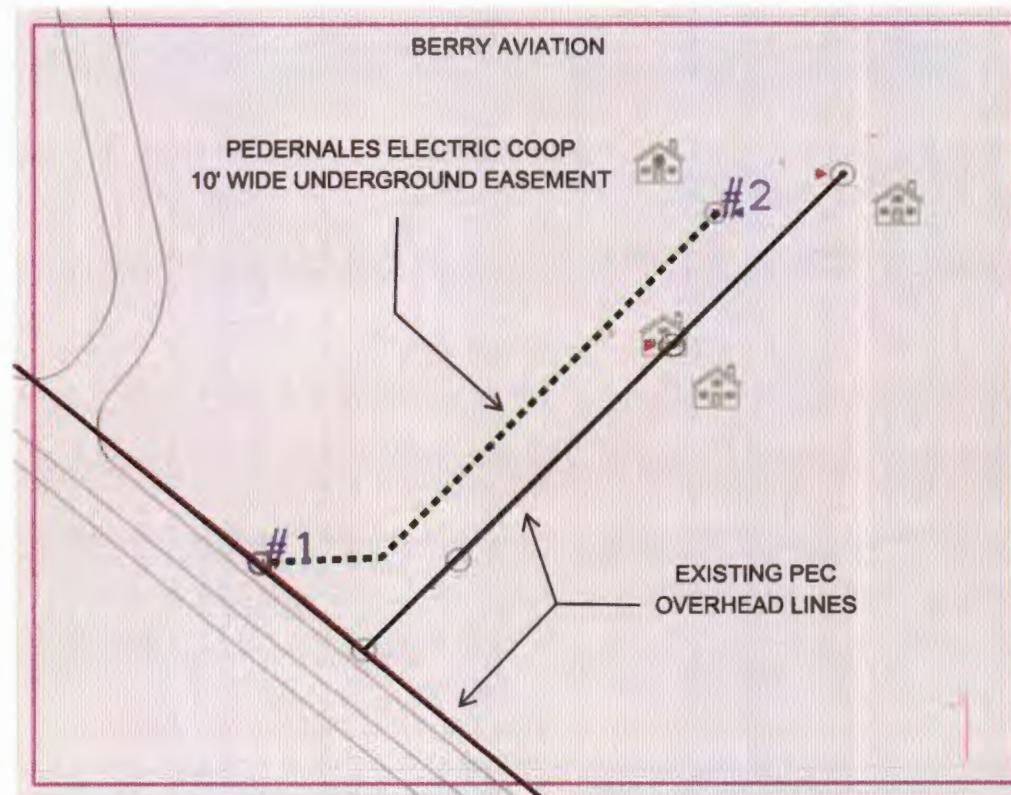 BERRY AVIATION
PEDERNALES ELECTRIC COOP
10' WIDE UNDERGROUND EASEMENT
#2
#1
EXISTING PEC
OVERHEAD LINES